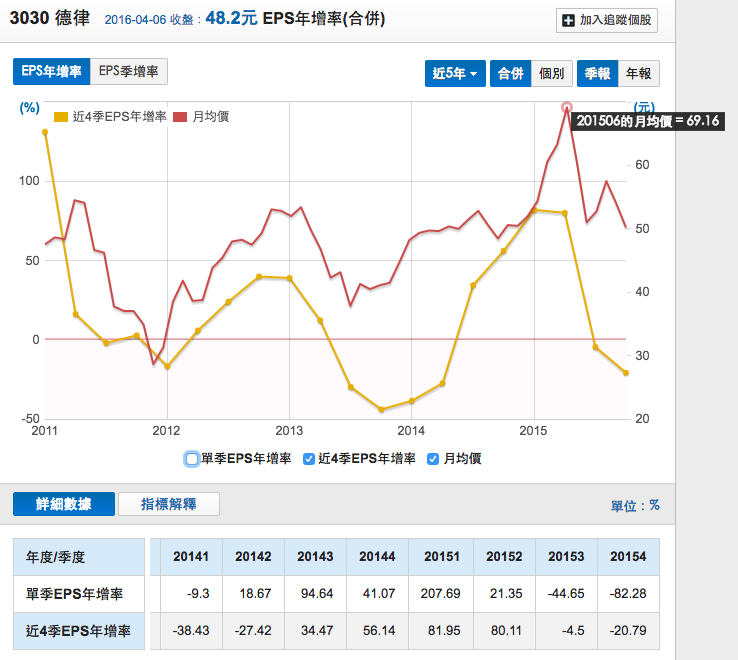 3030 德律 2016-04-06 收盤：48.2元 EPS年增率(合併) 加入追蹤個股
EPS年增率 EPS季增率 近5年 合併 個別 季報 年報
(%) (元)
近4季EPS年增率 月均價
201506的月均價 = 69.16
100
50
0
-50
60
50
40
30
20
2011 2012 2013 2014 2015
單季EPS年增率 近4季EPS年增率 月均價
詳細數據 指標解釋 單位：%
年度/季度 20141 20142 20143 20144 20151 20152 20153 20154
單季EPS年增率 -9.3 18.67 94.64 41.07 207.69 21.35 -44.65 -82.28
近4季EPS年增率 -38.43 -27.42 34.47 56.14 81.95 80.11 -4.5 -20.79